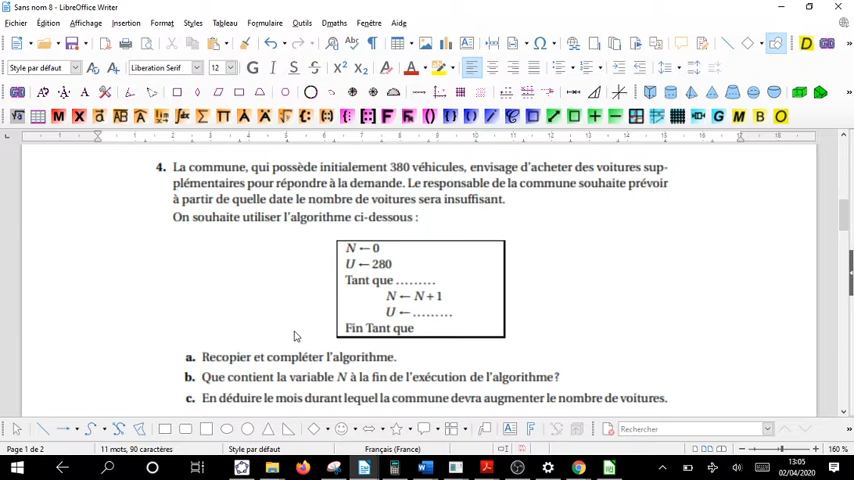 Sans nom 8 - LibreOffice Writer
Fichier Édition Affichage Insertion Format Styles Tableau Formulaire Outils Dmaths Fenêtre Aide
Style par défaut Liberation Serif 12 G I S X² X₂
4. La commune, qui possède initialement 380 véhicules, envisage d'acheter des voitures sup-
plémentaires pour répondre à la demande. Le responsable de la commune souhaite prévoir
à partir de quelle date le nombre de voitures sera insuffisant.
On souhaite utiliser l'algorithme ci-dessous :
N ← 0
U ← 280
Tant que .........
N ← N + 1
U ← .........
Fin Tant que
a. Recopier et compléter l'algorithme.
b. Que contient la variable N à la fin de l'exécution de l'algorithme ?
c. En déduire le mois durant lequel la commune devra augmenter le nombre de voitures.
Rechercher
Page 1 de 2 11 mots, 90 caractères Style par défaut Français (France) 160 %
13:05
02/04/2020